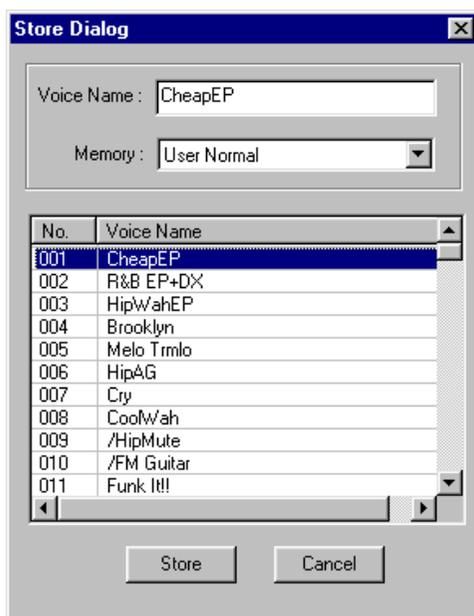 Store Dialog
Voice Name : CheapEP
Memory : User Normal
No. Voice Name
001 CheapEP
002 R&B EP+DX
003 HipWahEP
004 Brooklyn
005 Melo Trmlo
006 HipAG
007 Cry
008 CoolWah
009 /HipMute
010 /FM Guitar
011 Funk It!!
Store Cancel